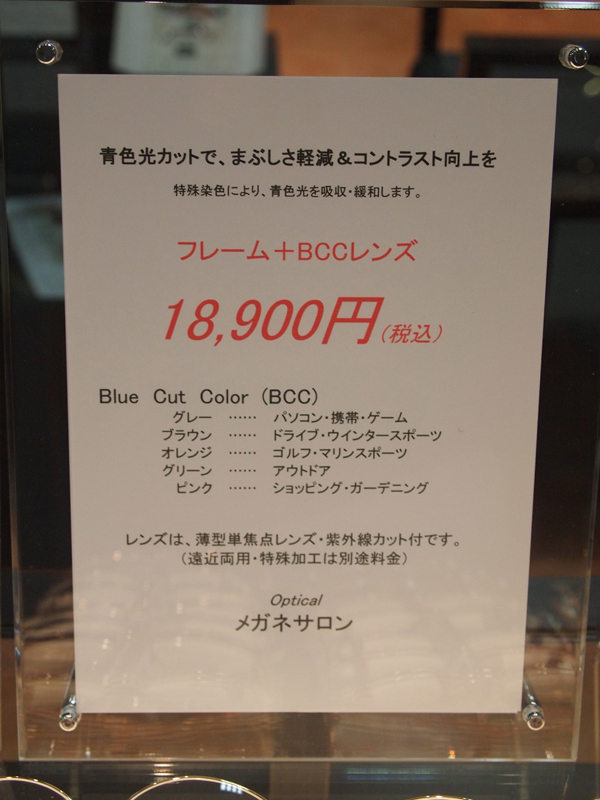 青色光カットで、まぶしさ軽減&コントラスト向上を
特殊染色により、青色光を吸収・緩和します。
フレーム+BCCレンズ
18,900円(税込)
Blue Cut Color (BCC)
グレー …… パソコン・携帯・ゲーム
ブラウン …… ドライブ・ウインタースポーツ
オレンジ …… ゴルフ・マリンスポーツ
グリーン …… アウトドア
ピンク …… ショッピング・ガーデニング
レンズは、薄型単焦点レンズ・紫外線カット付です。
(遠近両用・特殊加工は別途料金)
Optical
メガネサロン